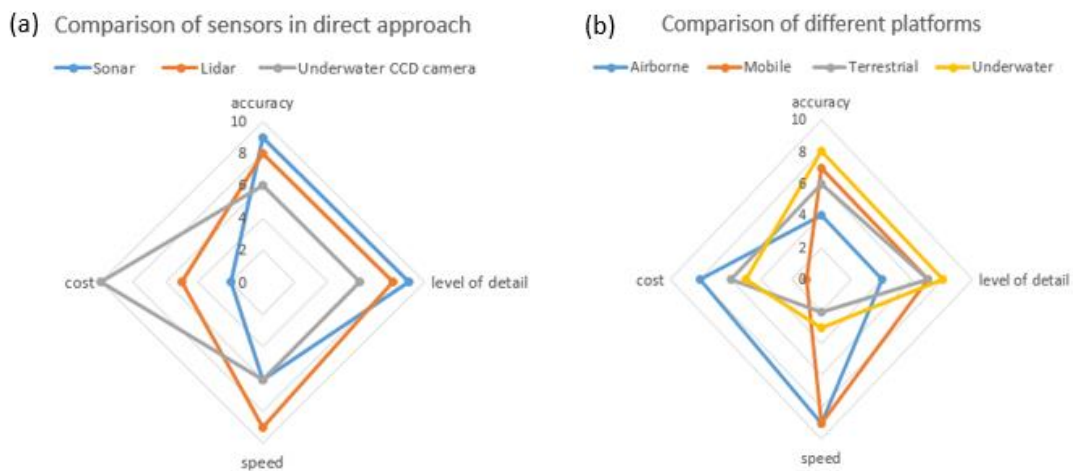 (a) Comparison of sensors in direct approach
Sonar Lidar Underwater CCD camera
accuracy
10
8
6
4
2
0
cost
level of detail
speed
(b) Comparison of different platforms
Airborne Mobile Terrestrial Underwater
accuracy
10
8
6
4
2
0
cost
level of detail
speed